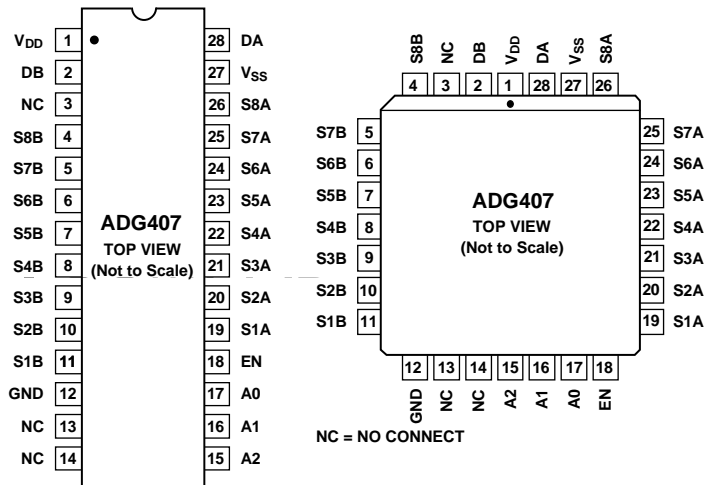 VDD 1 28 DA
DB 2 27 VSS
NC 3 26 S8A
S8B 4 25 S7A
S7B 5 24 S6A
S6B 6 23 S5A
S5B 7 22 S4A
S4B 8 21 S3A
S3B 9 20 S2A
S2B 10 19 S1A
S1B 11 18 EN
GND 12 17 A0
NC 13 16 A1
NC 14 15 A2
ADG407
TOP VIEW
(Not to Scale)
S8B NC DB VDD DA VSS S8A
4 3 2 1 28 27 26
S7B 5 25 S7A
S6B 6 24 S6A
S5B 7 23 S5A
S4B 8 22 S4A
S3B 9 21 S3A
S2B 10 20 S2A
S1B 11 19 S1A
ADG407
TOP VIEW
(Not to Scale)
12 13 14 15 16 17 18
GND NC NC A2 A1 A0 EN
NC = NO CONNECT